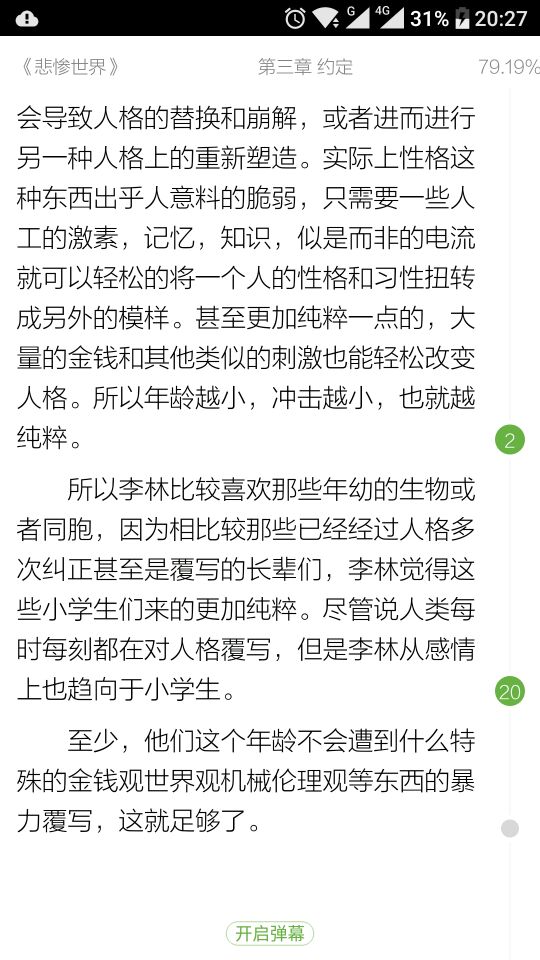 G 4G 31% 20:27
《悲惨世界》 第三章 约定 79.19%
会导致人格的替换和崩解，或者进而进行
另一种人格上的重新塑造。实际上性格这
种东西出乎人意料的脆弱，只需要一些人
工的激素，记忆，知识，似是而非的电流
就可以轻松的将一个人的性格和习性扭转
成另外的模样。甚至更加纯粹一点的，大
量的金钱和其他类似的刺激也能轻松改变
人格。所以年龄越小，冲击越小，也就越
纯粹。
2
所以李林比较喜欢那些年幼的生物或
者同胞，因为相比较那些已经经过人格多
次纠正甚至是覆写的长辈们，李林觉得这
些小学生们来的更加纯粹。尽管说人类每
时每刻都在对人格覆写，但是李林从感情
上也趋向于小学生。
20
至少，他们这个年龄不会遭到什么特
殊的金钱观世界观机械伦理观等东西的暴
力覆写，这就足够了。
开启弹幕